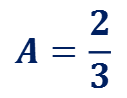 A = 2/3